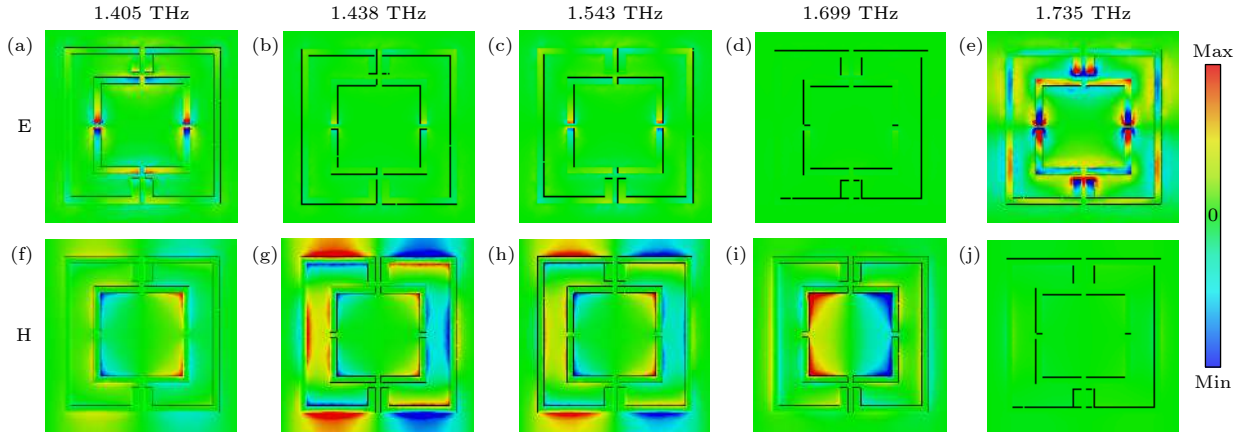 1.405 THz 1.438 THz 1.543 THz 1.699 THz 1.735 THz
(a) (b) (c) (d) (e)
Max
E
0
(f) (g) (h) (i) (j)
H
Min